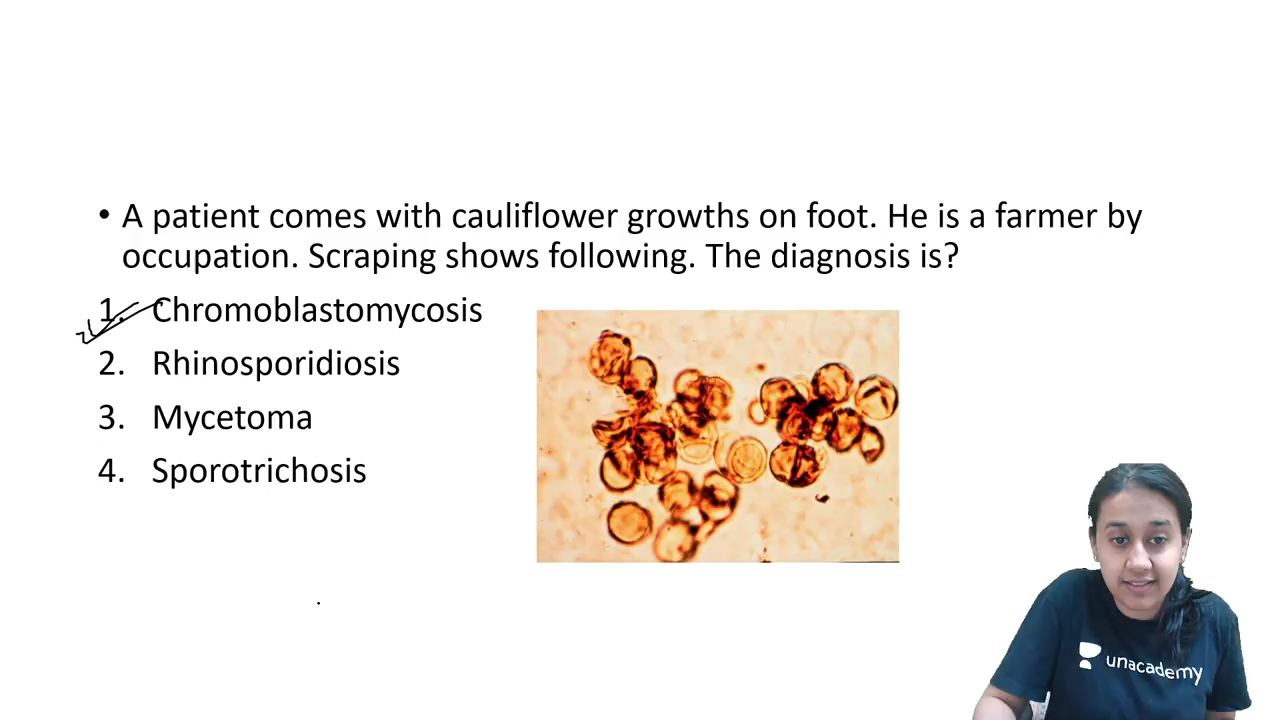 • A patient comes with cauliflower growths on foot. He is a farmer by
occupation. Scraping shows following. The diagnosis is?
1. Chromoblastomycosis
2. Rhinosporidiosis
3. Mycetoma
4. Sporotrichosis
unacademy